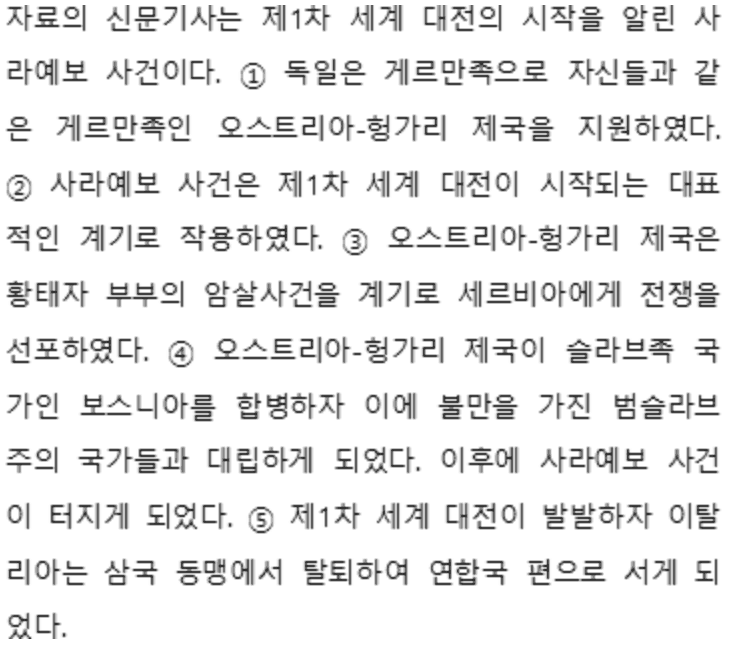 자료의 신문기사는 제1차 세계 대전의 시작을 알린 사
라예보 사건이다. ① 독일은 게르만족으로 자신들과 같
은 게르만족인 오스트리아-헝가리 제국을 지원하였다.
② 사라예보 사건은 제1차 세계 대전이 시작되는 대표
적인 계기로 작용하였다. ③ 오스트리아-헝가리 제국은
황태자 부부의 암살사건을 계기로 세르비아에게 전쟁을
선포하였다. ④ 오스트리아-헝가리 제국이 슬라브족 국
가인 보스니아를 합병하자 이에 불만을 가진 범슬라브
주의 국가들과 대립하게 되었다. 이후에 사라예보 사건
이 터지게 되었다. ⑤ 제1차 세계 대전이 발발하자 이탈
리아는 삼국 동맹에서 탈퇴하여 연합국 편으로 서게 되
었다.